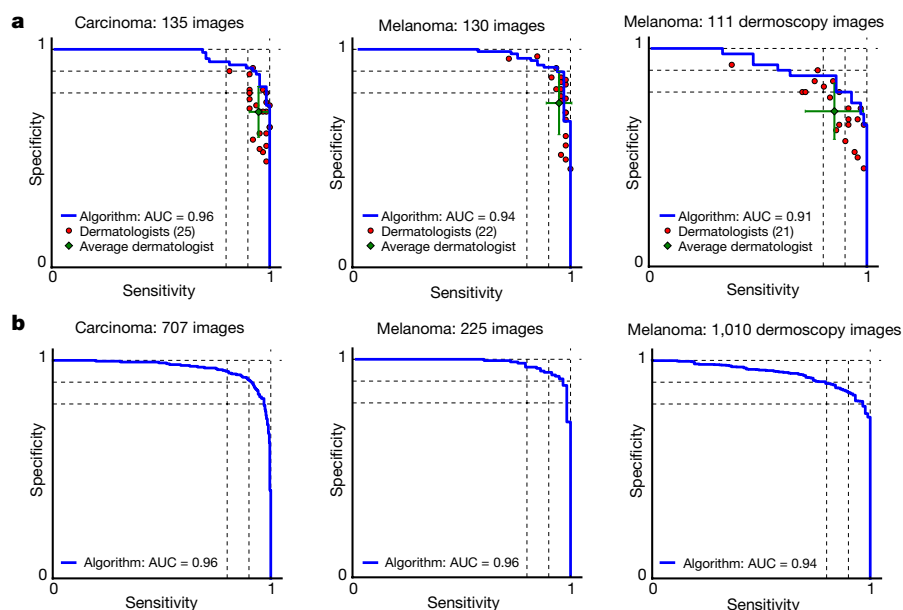 a
Carcinoma: 135 images
1
Specificity
0
Algorithm: AUC = 0.96
Dermatologists (25)
Average dermatologist
0
1
Sensitivity
Melanoma: 130 images
1
Specificity
0
Algorithm: AUC = 0.94
Dermatologists (22)
Average dermatologist
0
1
Sensitivity
Melanoma: 111 dermoscopy images
1
Specificity
0
Algorithm: AUC = 0.91
Dermatologists (21)
Average dermatologist
0
1
Sensitivity
b
Carcinoma: 707 images
1
Specificity
0
Algorithm: AUC = 0.96
0
1
Sensitivity
Melanoma: 225 images
1
Specificity
0
Algorithm: AUC = 0.96
0
1
Sensitivity
Melanoma: 1,010 dermoscopy images
1
Specificity
0
Algorithm: AUC = 0.94
0
1
Sensitivity